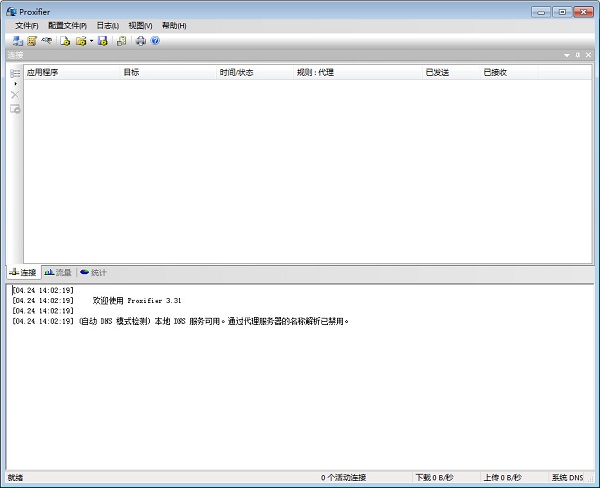 Proxifier
文件(F) 配置文件(P) 日志(L) 视图(V) 帮助(H)
连接
应用程序 目标 时间/状态 规则 : 代理 已发送 已接收
连接 流量 统计
[04.24 14:02:19]
[04.24 14:02:19] 欢迎使用 Proxifier 3.31
[04.24 14:02:19]
[04.24 14:02:19] (自动 DNS 模式检测) 本地 DNS 服务可用。通过代理服务器的名称解析已禁用。
就绪 0 个活动连接 下载 0 B/秒 上传 0 B/秒 系统 DNS